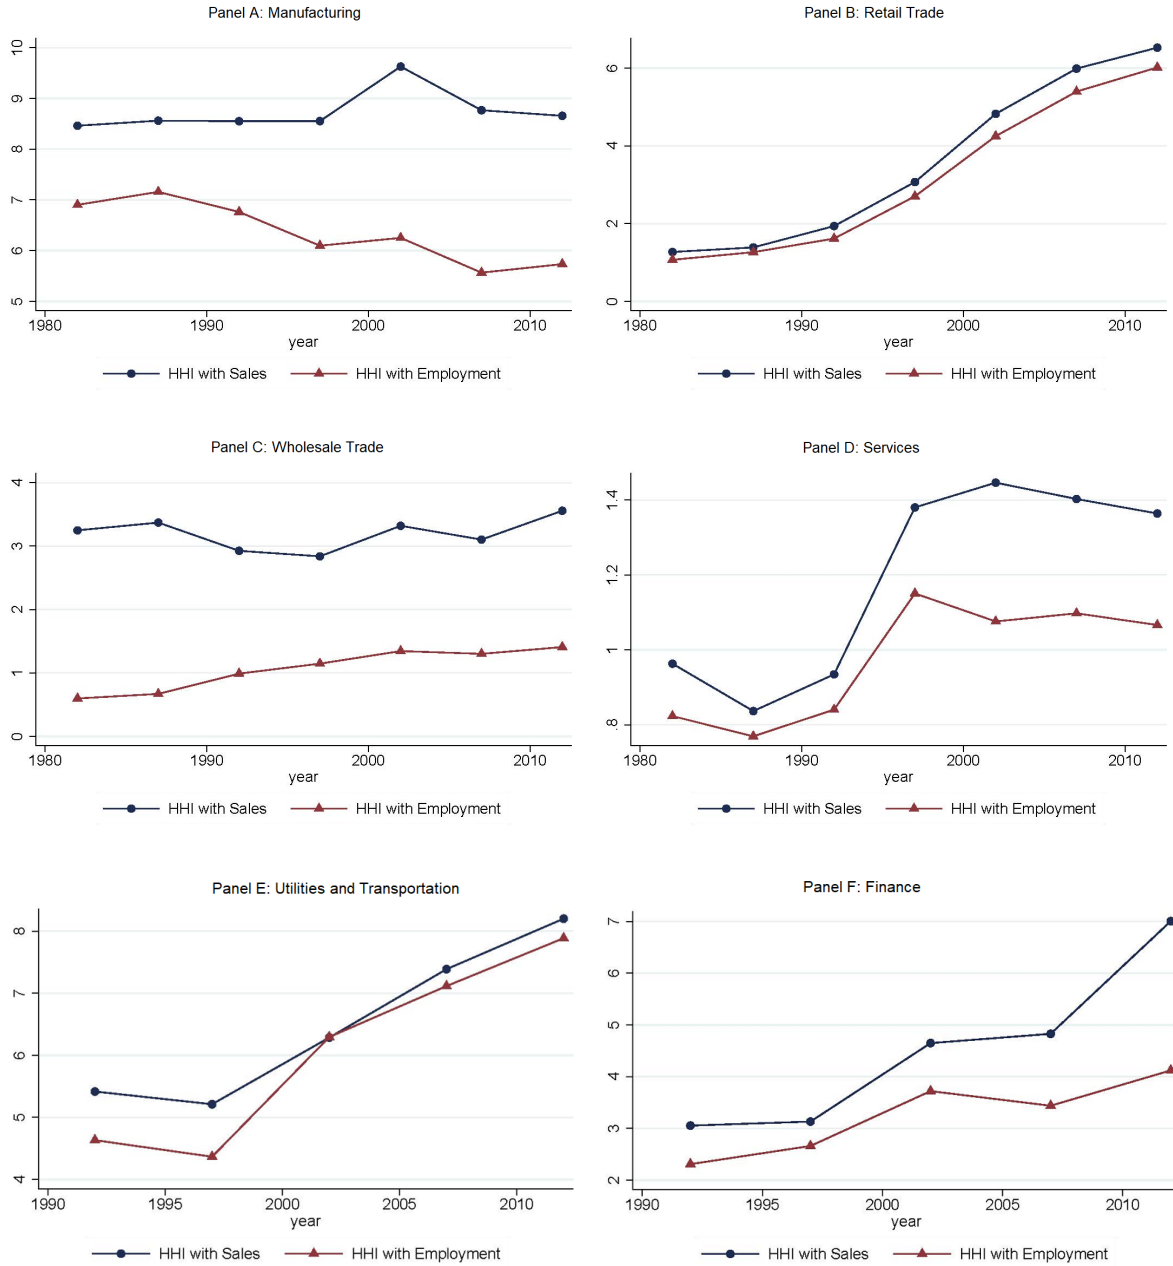 Panel A: Manufacturing
10
9
8
7
6
5
1980 1990 2000 2010
year
HHI with Sales HHI with Employment
Panel B: Retail Trade
6
4
2
0
1980 1990 2000 2010
year
HHI with Sales HHI with Employment
Panel C: Wholesale Trade
4
3
2
1
0
1980 1990 2000 2010
year
HHI with Sales HHI with Employment
Panel D: Services
1.4
1.2
1
.8
1980 1990 2000 2010
year
HHI with Sales HHI with Employment
Panel E: Utilities and Transportation
8
7
6
5
4
1990 1995 2000 2005 2010
year
HHI with Sales HHI with Employment
Panel F: Finance
7
6
5
4
3
2
1990 1995 2000 2005 2010
year
HHI with Sales HHI with Employment